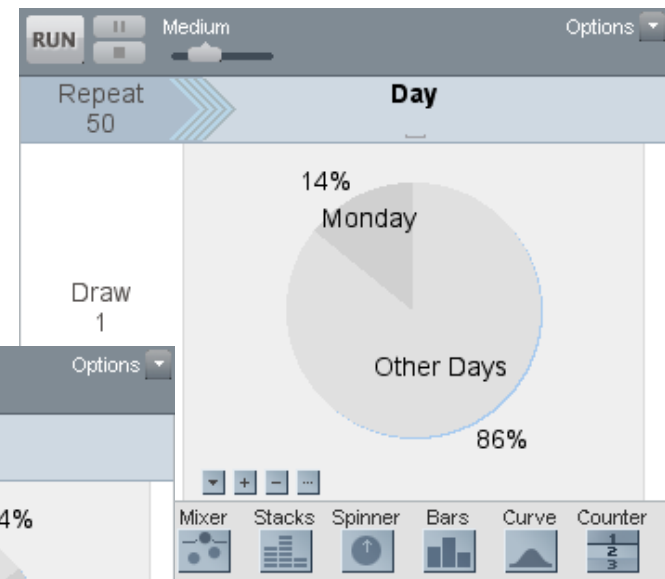 RUN Medium Options
Repeat Day
50
14%
Monday
Draw
1
Options
Other Days
86%
4%
Mixer Stacks Spinner Bars Curve Counter
1
2
3